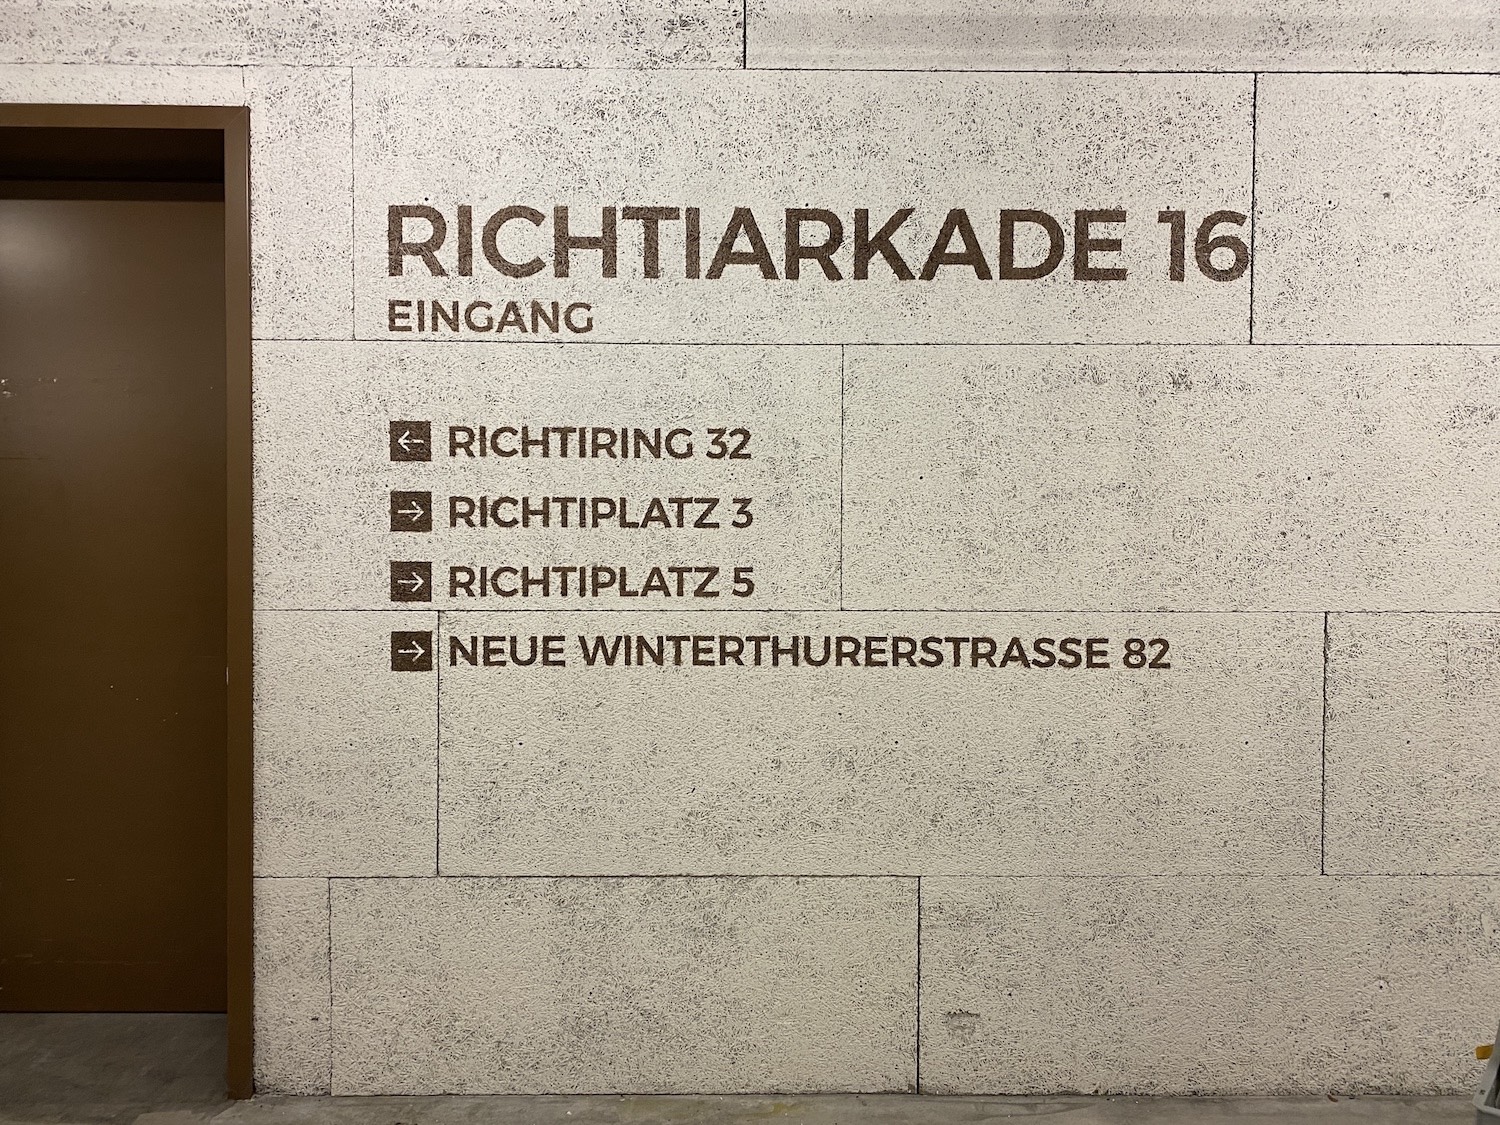 RICHTIARKADE 16
EINGANG
← RICHTIRING 32
→ RICHTIPLATZ 3
→ RICHTIPLATZ 5
→ NEUE WINTERTHURERSTRASSE 82